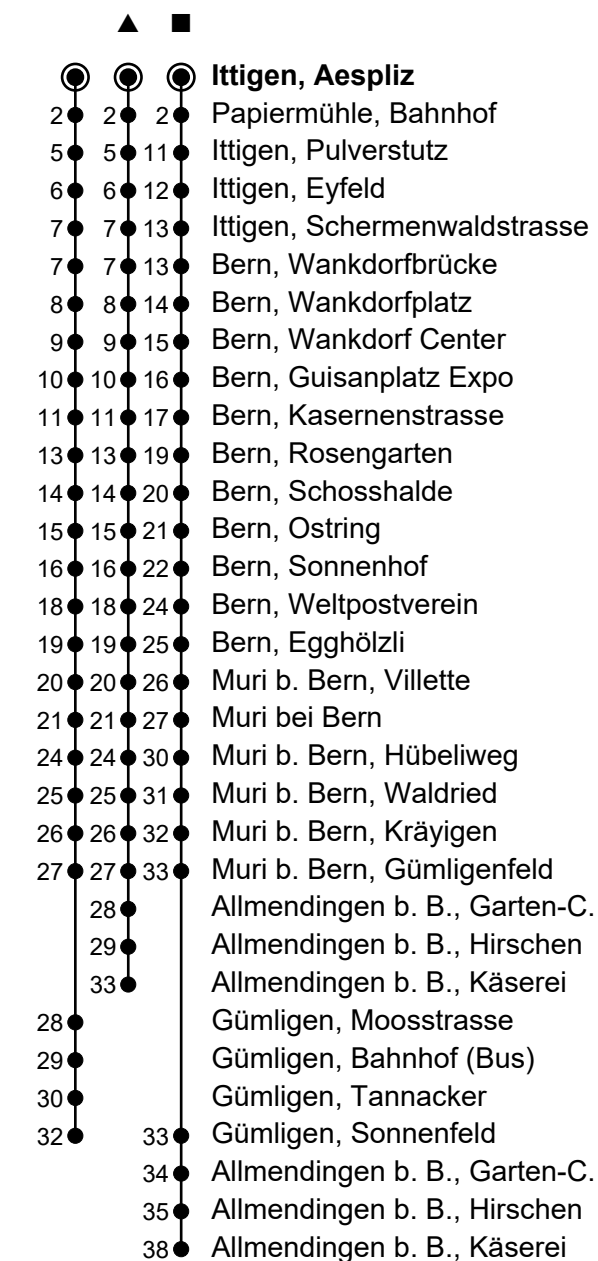 ▲ ■
Ittigen, Aespliz
2 2 2 Papiermühle, Bahnhof
5 5 11 Ittigen, Pulverstutz
6 6 12 Ittigen, Eyfeld
7 7 13 Ittigen, Schermenwaldstrasse
7 7 13 Bern, Wankdorfbrücke
8 8 14 Bern, Wankdorfplatz
9 9 15 Bern, Wankdorf Center
10 10 16 Bern, Guisanplatz Expo
11 11 17 Bern, Kasernenstrasse
13 13 19 Bern, Rosengarten
14 14 20 Bern, Schosshalde
15 15 21 Bern, Ostring
16 16 22 Bern, Sonnenhof
18 18 24 Bern, Weltpostverein
19 19 25 Bern, Egghölzli
20 20 26 Muri b. Bern, Villette
21 21 27 Muri bei Bern
24 24 30 Muri b. Bern, Hübeliweg
25 25 31 Muri b. Bern, Waldried
26 26 32 Muri b. Bern, Kräyigen
27 27 33 Muri b. Bern, Gümligenfeld
28 Allmendingen b. B., Garten-C.
29 Allmendingen b. B., Hirschen
33 Allmendingen b. B., Käserei
28 Gümligen, Moosstrasse
29 Gümligen, Bahnhof (Bus)
30 Gümligen, Tannacker
32 33 Gümligen, Sonnenfeld
34 Allmendingen b. B., Garten-C.
35 Allmendingen b. B., Hirschen
38 Allmendingen b. B., Käserei